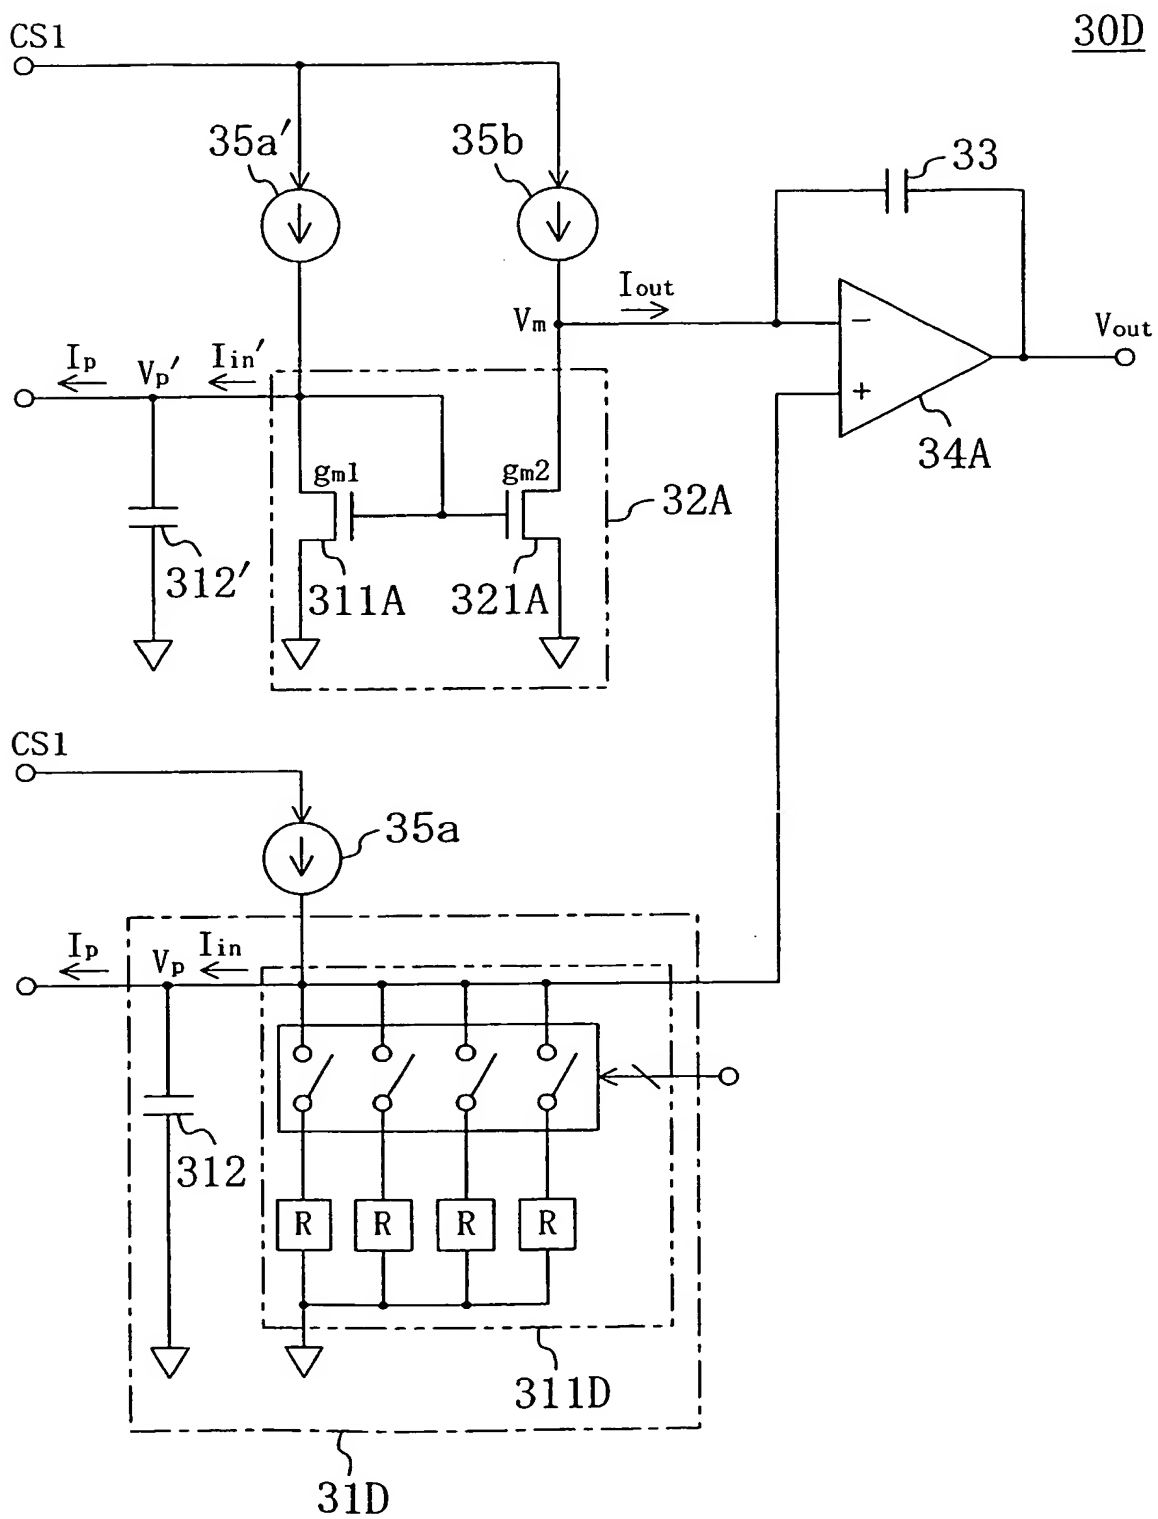 30D
CS1
35a'
35b
33
Iout
Vm
Vout
Ip
Vp'
Iin'
−
+
34A
gm1
gm2
32A
312'
311A
321A
CS1
35a
Ip
Vp
Iin
312
R R R R
311D
31D